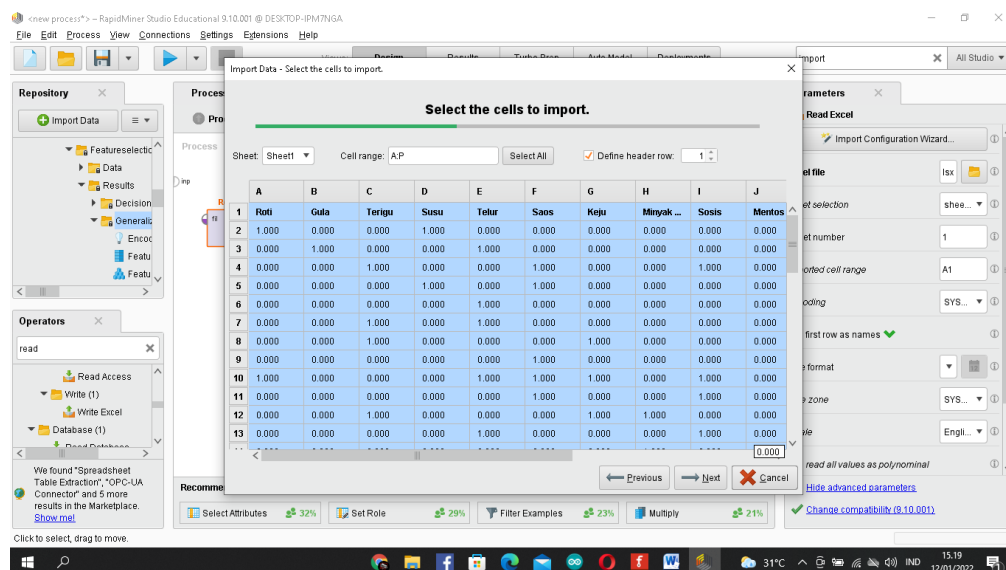 <new process*> – RapidMiner Studio Educational 9.10.001 @ DESKTOP-IPM7NGA
File Edit Process View Connections Settings Extensions Help
Import
All Studio
Repository
Import Data
Featureselectic
Data
Results
Decision
Generaliz
Encod
Featu
Featu
Operators
read
Read Access
Write (1)
Write Excel
Database (1)
Read Database
We found "Spreadsheet
Table Extraction", "OPC-UA
Connector" and 5 more
results in the Marketplace.
Show me!
Proces
Pro
Process
inp
fil
Import Data - Select the cells to import.
Select the cells to import.
Sheet: Sheet1 Cell range: A:P Select All Define header row: 1
A B C D E F G H I J
1 Roti Gula Terigu Susu Telur Saos Keju Minyak ... Sosis Mentos
2 1.000 0.000 0.000 1.000 0.000 0.000 0.000 0.000 0.000 0.000
3 0.000 1.000 0.000 0.000 1.000 0.000 0.000 0.000 0.000 0.000
4 0.000 0.000 1.000 0.000 0.000 1.000 0.000 0.000 1.000 0.000
5 0.000 0.000 0.000 1.000 0.000 1.000 0.000 0.000 0.000 0.000
6 0.000 0.000 0.000 0.000 1.000 0.000 0.000 0.000 0.000 0.000
7 0.000 0.000 1.000 0.000 1.000 0.000 0.000 0.000 0.000 0.000
8 0.000 0.000 1.000 0.000 0.000 0.000 1.000 0.000 0.000 0.000
9 0.000 0.000 0.000 0.000 0.000 1.000 0.000 0.000 0.000 0.000
10 1.000 0.000 0.000 0.000 1.000 1.000 1.000 0.000 1.000 0.000
11 0.000 0.000 0.000 0.000 0.000 1.000 0.000 0.000 1.000 0.000
12 0.000 0.000 1.000 0.000 0.000 0.000 1.000 1.000 0.000 0.000
13 0.000 0.000 0.000 0.000 1.000 0.000 0.000 0.000 1.000 0.000
0.000
Previous Next Cancel
Recomme
Select Attributes 32% Set Role 29% Filter Examples 23% Multiply 21%
rameters
Read Excel
Import Configuration Wizard...
el file lsx
et selection shee...
et number 1
orted cell range A1
oding SYS...
first row as names
e format
e zone SYS...
ale Engli...
read all values as polynominal
Hide advanced parameters
Change compatibility (9.10.001)
Click to select, drag to move.
31°C IND 15.19
12/01/2022